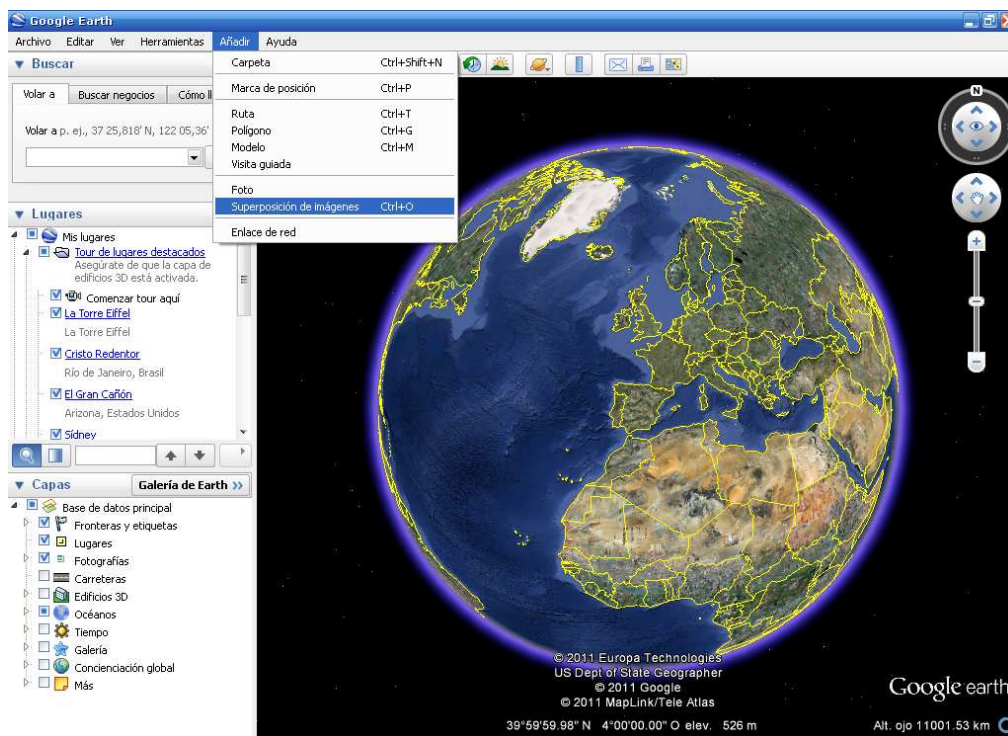 Google Earth
Archivo Editar Ver Herramientas Añadir Ayuda
Buscar
Volar a Buscar negocios Cómo ll
Volar a p. ej., 37 25,818' N, 122 05,36'
Carpeta Ctrl+Shift+N
Marca de posición Ctrl+P
Ruta Ctrl+T
Polígono Ctrl+G
Modelo Ctrl+M
Visita guiada
Foto
Superposición de imágenes Ctrl+O
Enlace de red
Lugares
Mis lugares
Tour de lugares destacados
Asegúrate de que la capa de
edificios 3D está activada.
Comenzar tour aquí
La Torre Eiffel
La Torre Eiffel
Cristo Redentor
Río de Janeiro, Brasil
El Gran Cañón
Arizona, Estados Unidos
Sídney
Capas Galería de Earth >>
Base de datos principal
Fronteras y etiquetas
Lugares
Fotografías
Carreteras
Edificios 3D
Océanos
Tiempo
Galería
Concienciación global
Más
N
© 2011 Europa Technologies
US Dept of State Geographer
© 2011 Google
© 2011 MapLink/Tele Atlas
Google earth
39°59'59.98" N 4°00'00.00" O elev. 526 m
Alt. ojo 11001.53 km